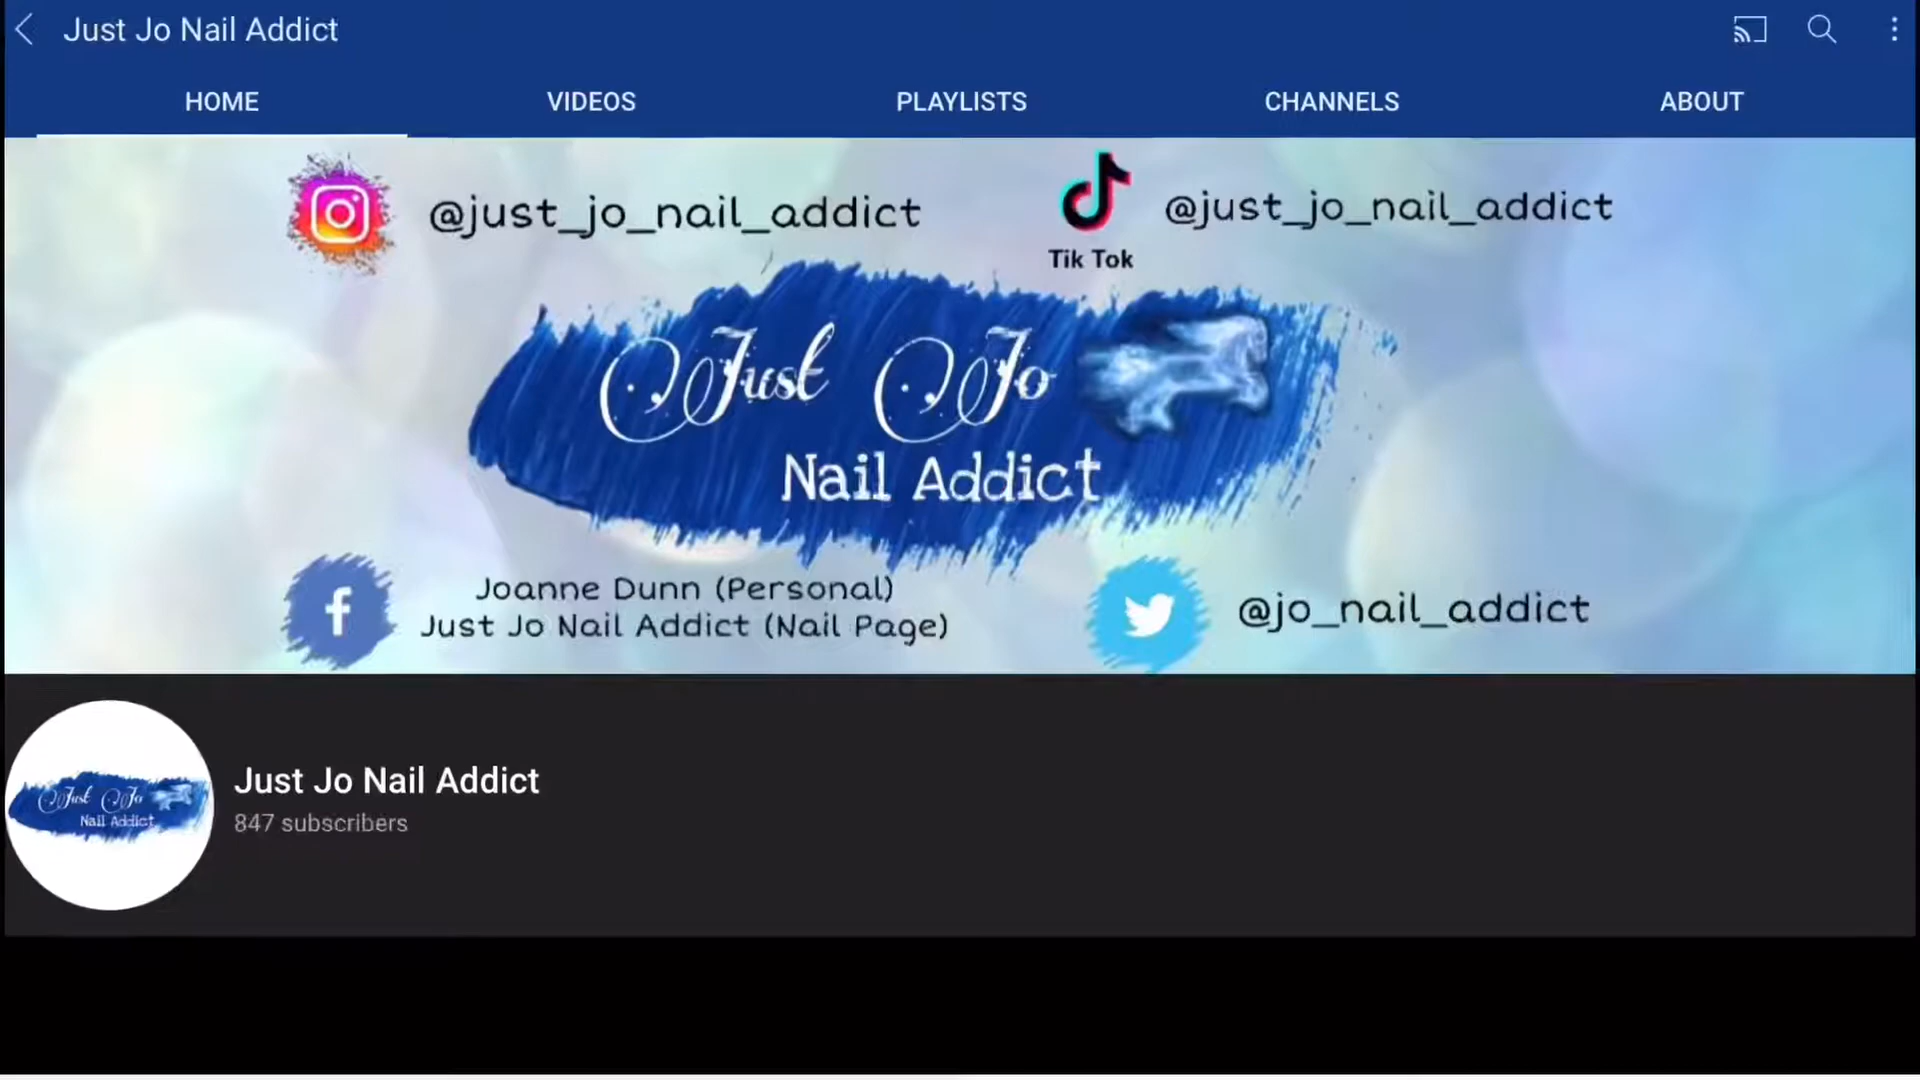 Just Jo Nail Addict
HOME VIDEOS PLAYLISTS CHANNELS ABOUT
@just_jo_nail_addict
@just_jo_nail_addict
Tik Tok
Just Jo
Nail Addict
Joanne Dunn (Personal)
Just Jo Nail Addict (Nail Page)
@jo_nail_addict
Just Jo
Nail Addict
Just Jo Nail Addict
847 subscribers